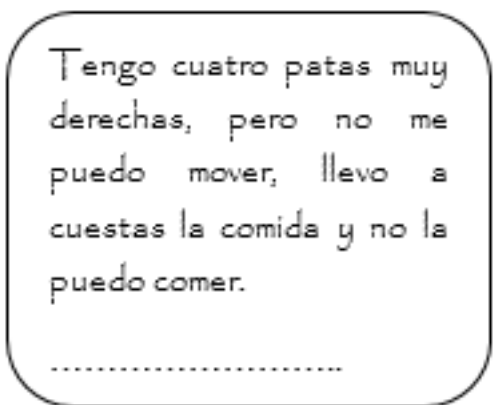 Tengo cuatro patas muy
derechas, pero no me
puedo mover, llevo a
cuestas la comida y no la
puedo comer.
..............................